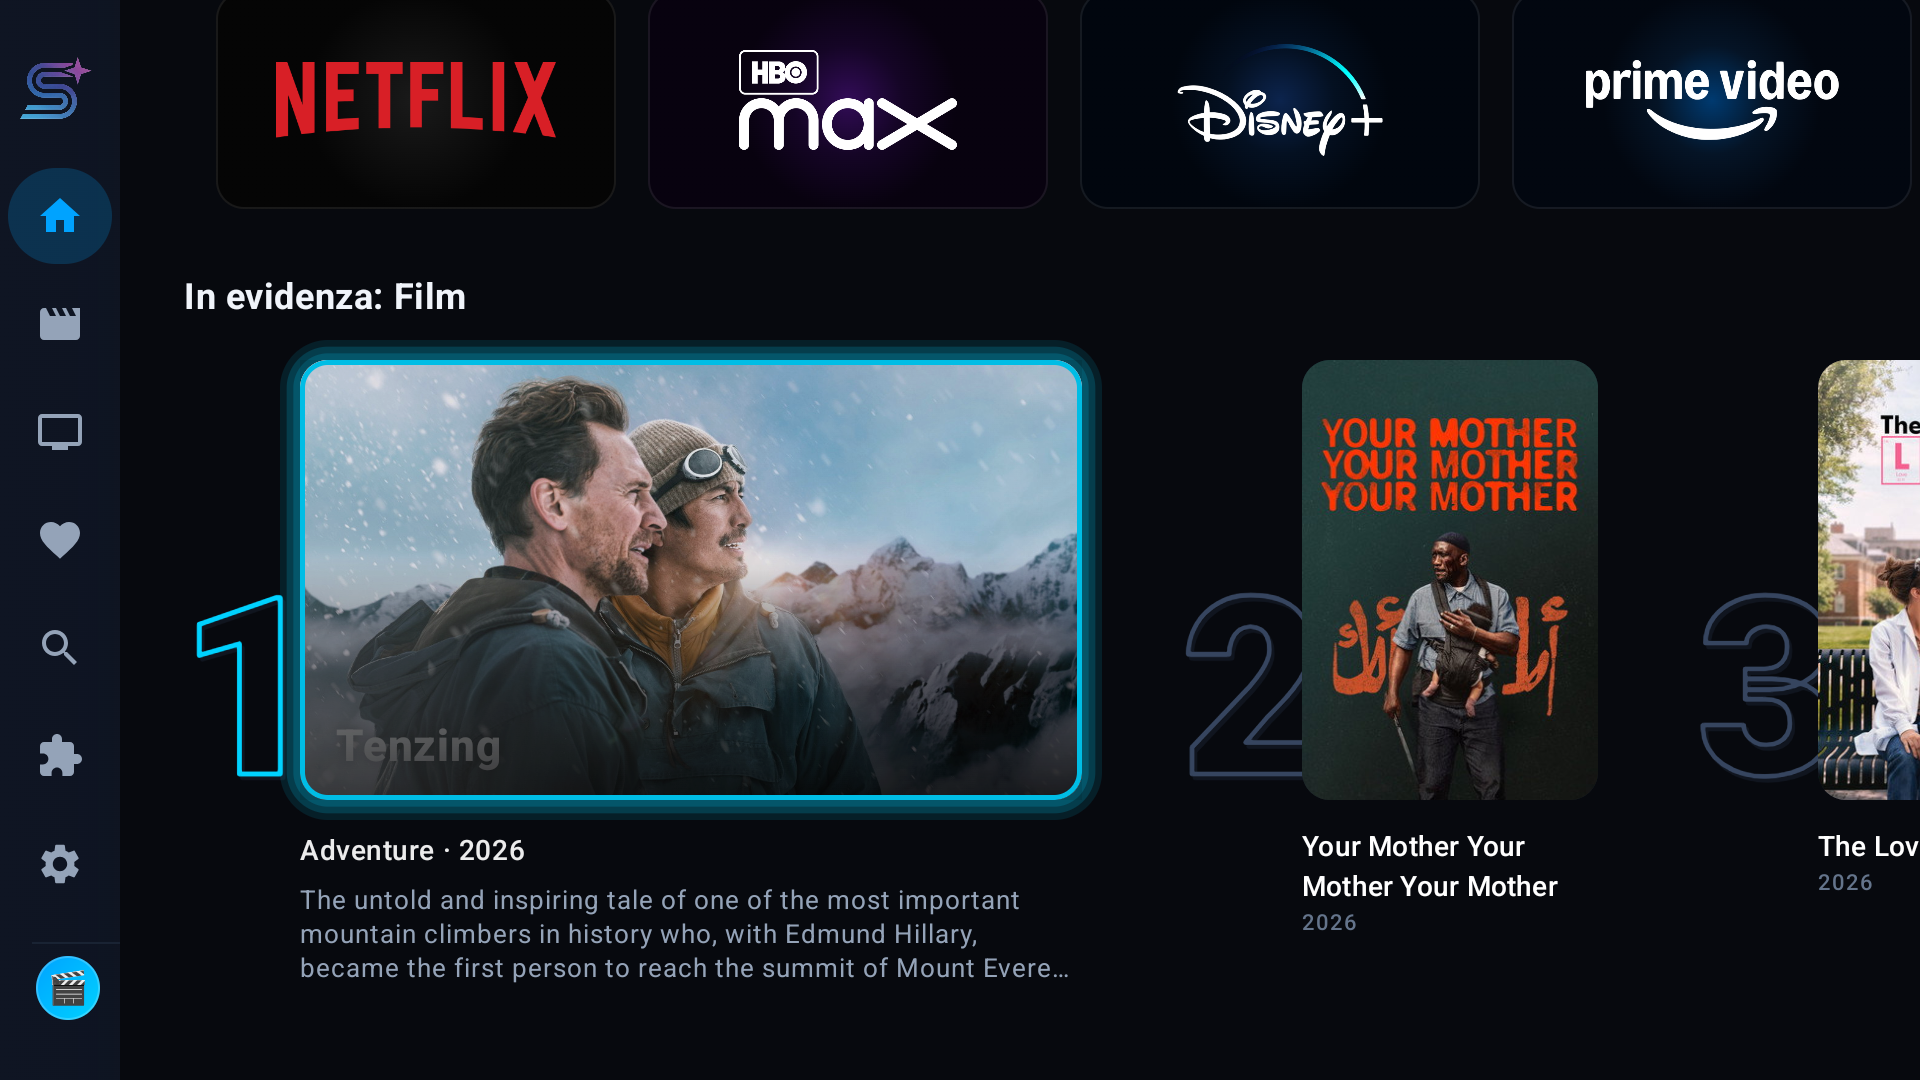 NETFLIX
HBO
max
Disney+
prime video
In evidenza: Film
1
Tenzing
Adventure · 2026
The untold and inspiring tale of one of the most important
mountain climbers in history who, with Edmund Hillary,
became the first person to reach the summit of Mount Evere…
2
YOUR MOTHER
YOUR MOTHER
YOUR MOTHER
أمك أمك
Your Mother Your
Mother Your Mother
2026
3
The
L
The Lov
2026